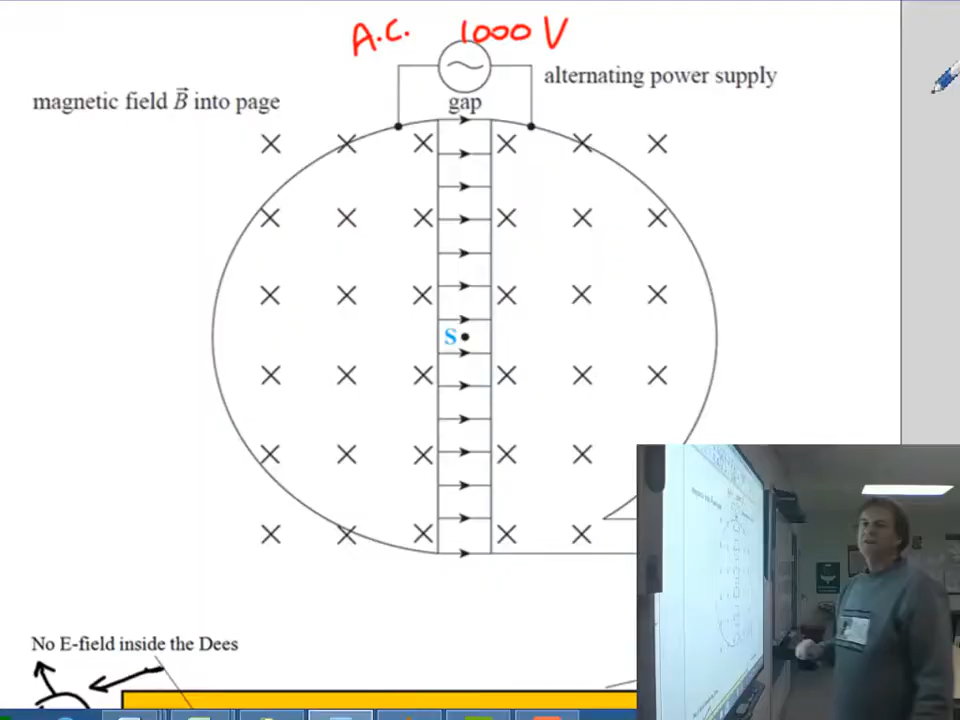 A.C. 1000 V
alternating power supply
magnetic field B⃗ into page
gap
S
No E-field inside the Dees